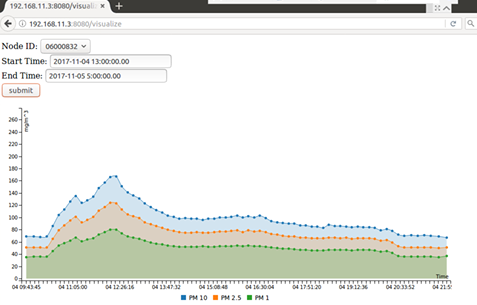 192.168.11.3:8080/visualiz
192.168.11.3:8080/visualize
Node ID: 06000832
Start Time: 2017-11-04 13:00:00.00
End Time: 2017-11-05 5:00:00.00
submit
mg/m^3
260
240
220
200
180
160
140
120
100
80
60
40
20
0
Time
04 09:43:45 04 11:05:00 04 12:26:16 04 13:47:32 04 15:08:48 04 16:30:04 04 17:51:20 04 19:12:36 04 20:33:52 04 21:5
PM 10 PM 2.5 PM 1